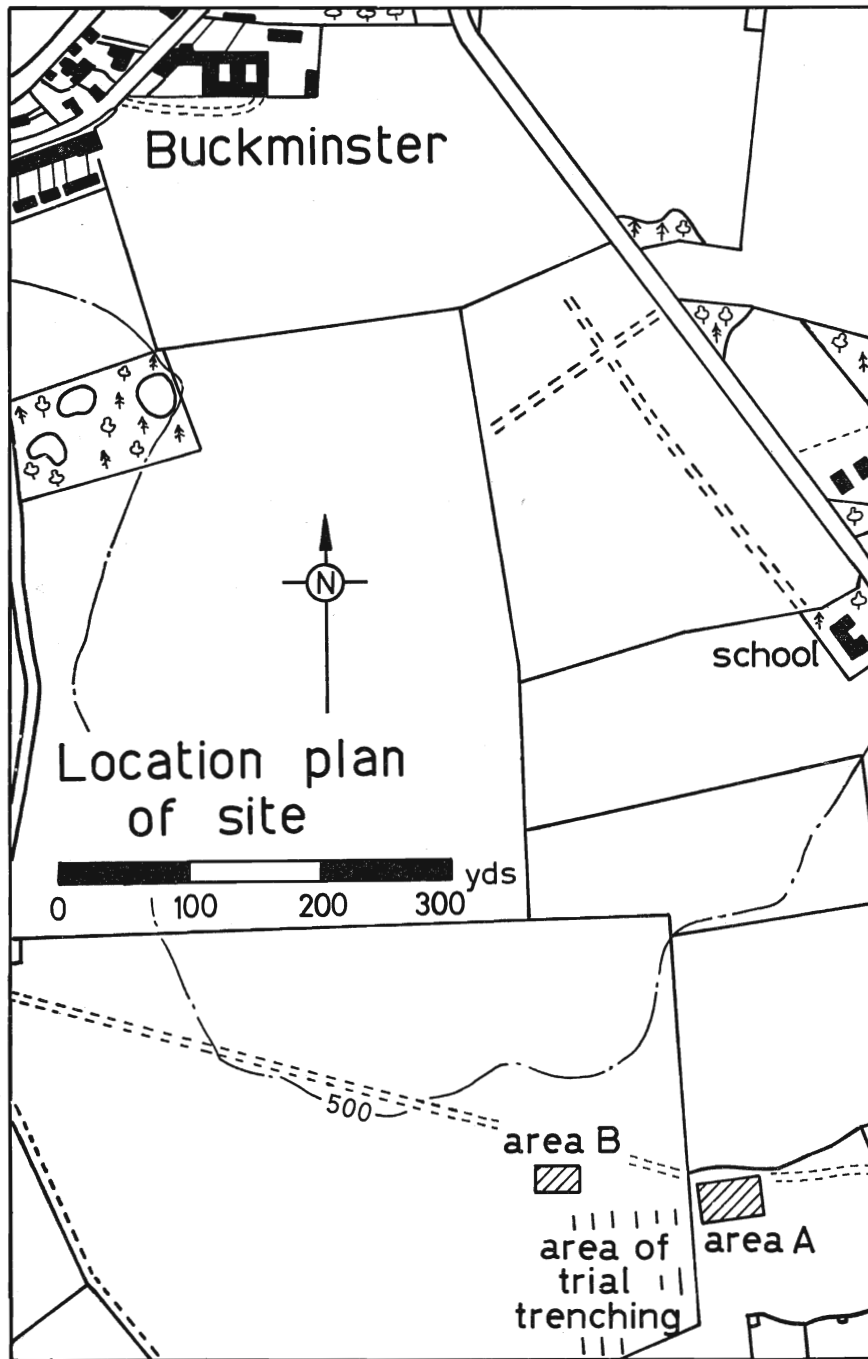 Buckminster
school
N
Location plan
of site
yds
0 100 200 300
500
area B
area A
area of
trial
trenching